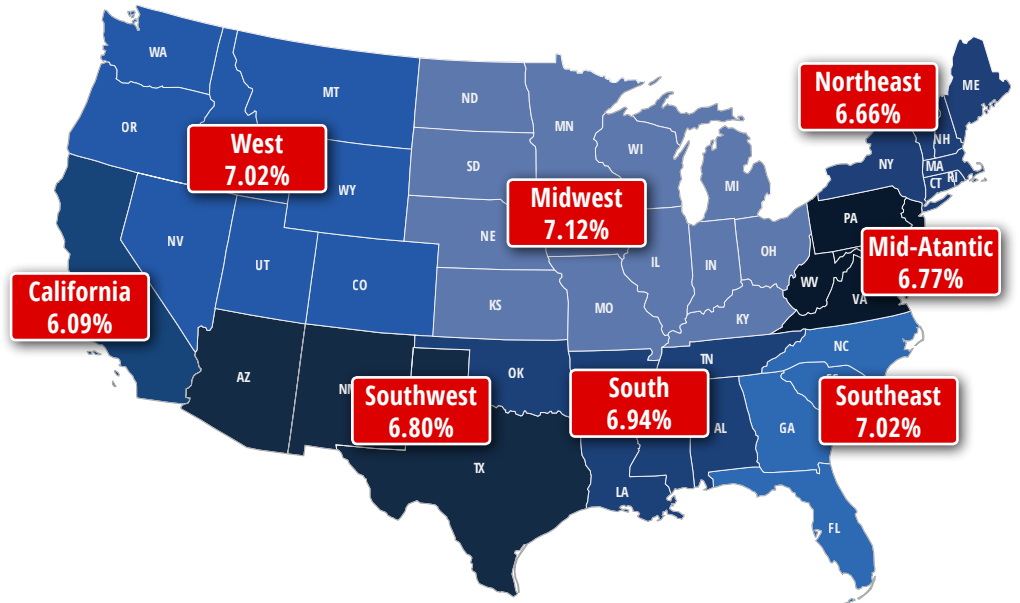 WA
MT
ND
MN
ME
Northeast
6.66%
OR
West
7.02%
SD
WI
MI
NH
NY
MA
CT
RI
WY
Midwest
7.12%
PA
NV
NE
OH
Mid-Atantic
6.77%
UT
CO
IL
IN
WV
VA
California
6.09%
KS
MO
KY
NC
AZ
OK
TN
Southwest
6.80%
South
6.94%
Southeast
7.02%
AL
GA
TX
LA
FL